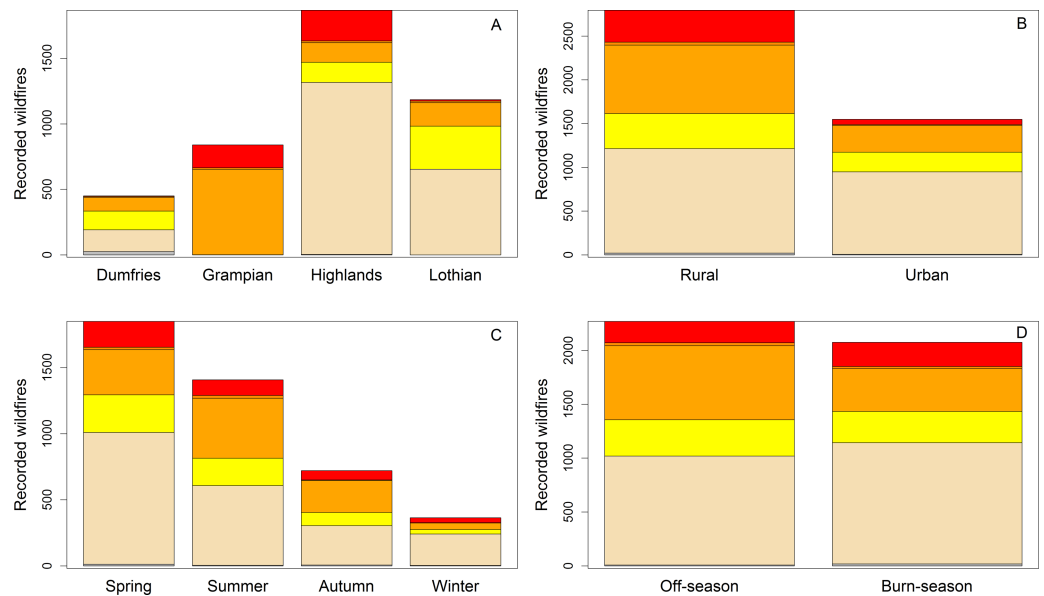 A
Recorded wildfires
0 500 1000 1500
Dumfries Grampian Highlands Lothian
B
Recorded wildfires
0 500 1000 1500 2000 2500
Rural Urban
C
Recorded wildfires
0 500 1000 1500
Spring Summer Autumn Winter
D
Recorded wildfires
0 500 1000 1500 2000
Off-season Burn-season